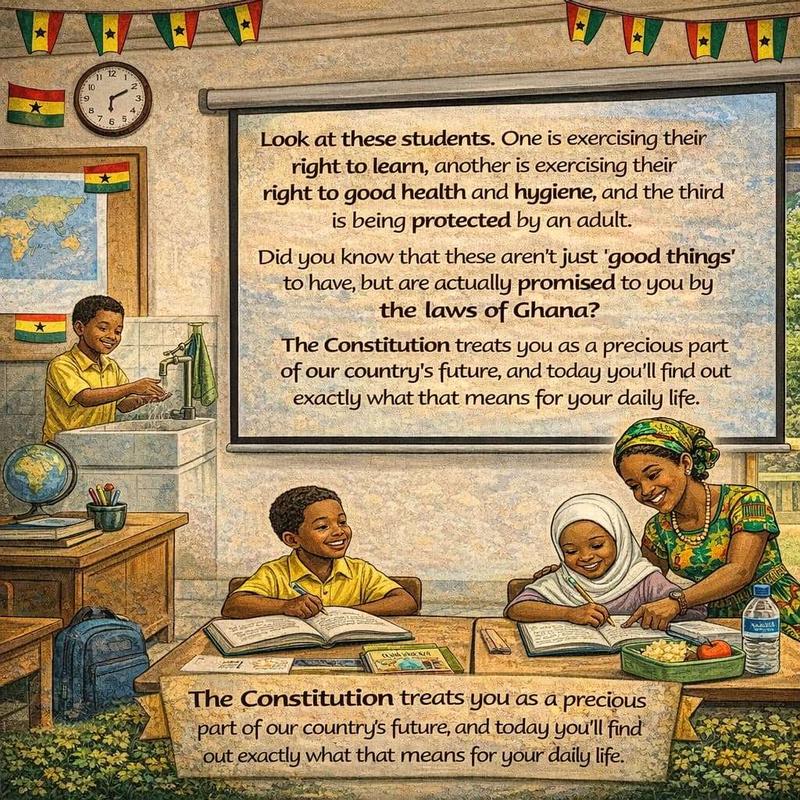 Look at these students. One is exercising their
right to learn, another is exercising their
right to good health and hygiene, and the third
is being protected by an adult.
Did you know that these aren't just 'good things'
to have, but are actually promised to you by
the laws of Ghana?
The Constitution treats you as a precious part
of our country's future, and today you'll find out
exactly what that means for your daily life.
The Constitution treats you as a precious
part of our country's future, and today you'll find
out exactly what that means for your daily life.